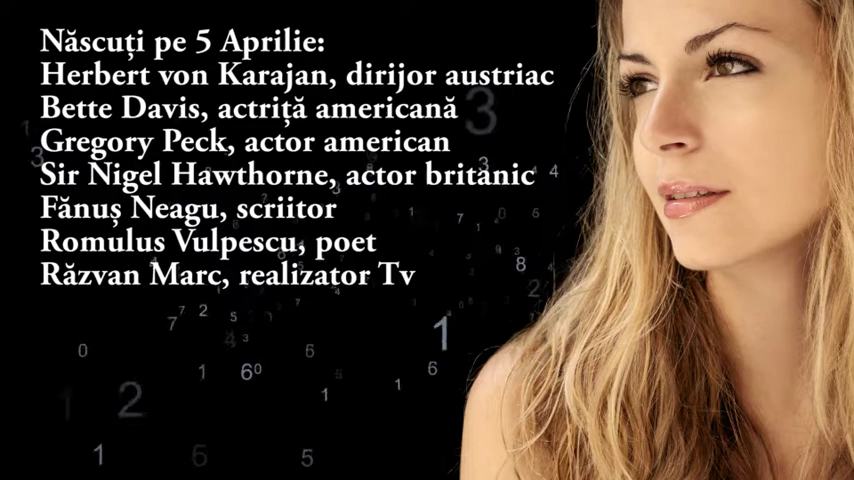 Născuți pe 5 Aprilie:
Herbert von Karajan, dirijor austriac
Bette Davis, actriță americană
Gregory Peck, actor american
Sir Nigel Hawthorne, actor britanic
Fănuș Neagu, scriitor
Romulus Vulpescu, poet
Răzvan Marc, realizator Tv